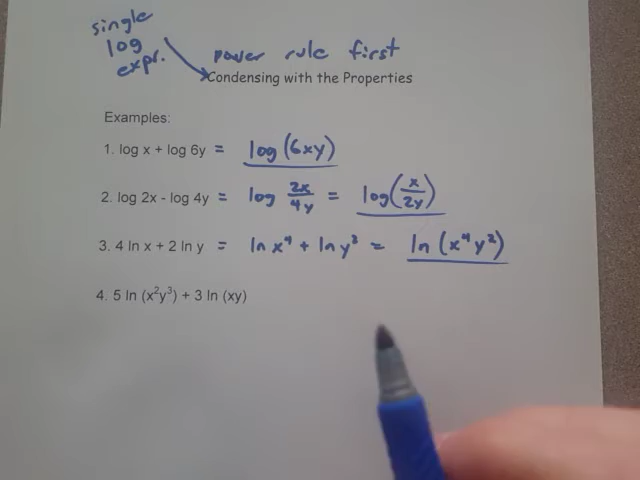 single
log
expr.
power rule first
Condensing with the Properties
Examples:
1. log x + log 6y = log(6xy)
2. log 2x - log 4y = log 2x/4y = log(x/2y)
3. 4 ln x + 2 ln y = ln x⁴ + ln y² = ln (x⁴y²)
4. 5 ln (x²y³) + 3 ln (xy)